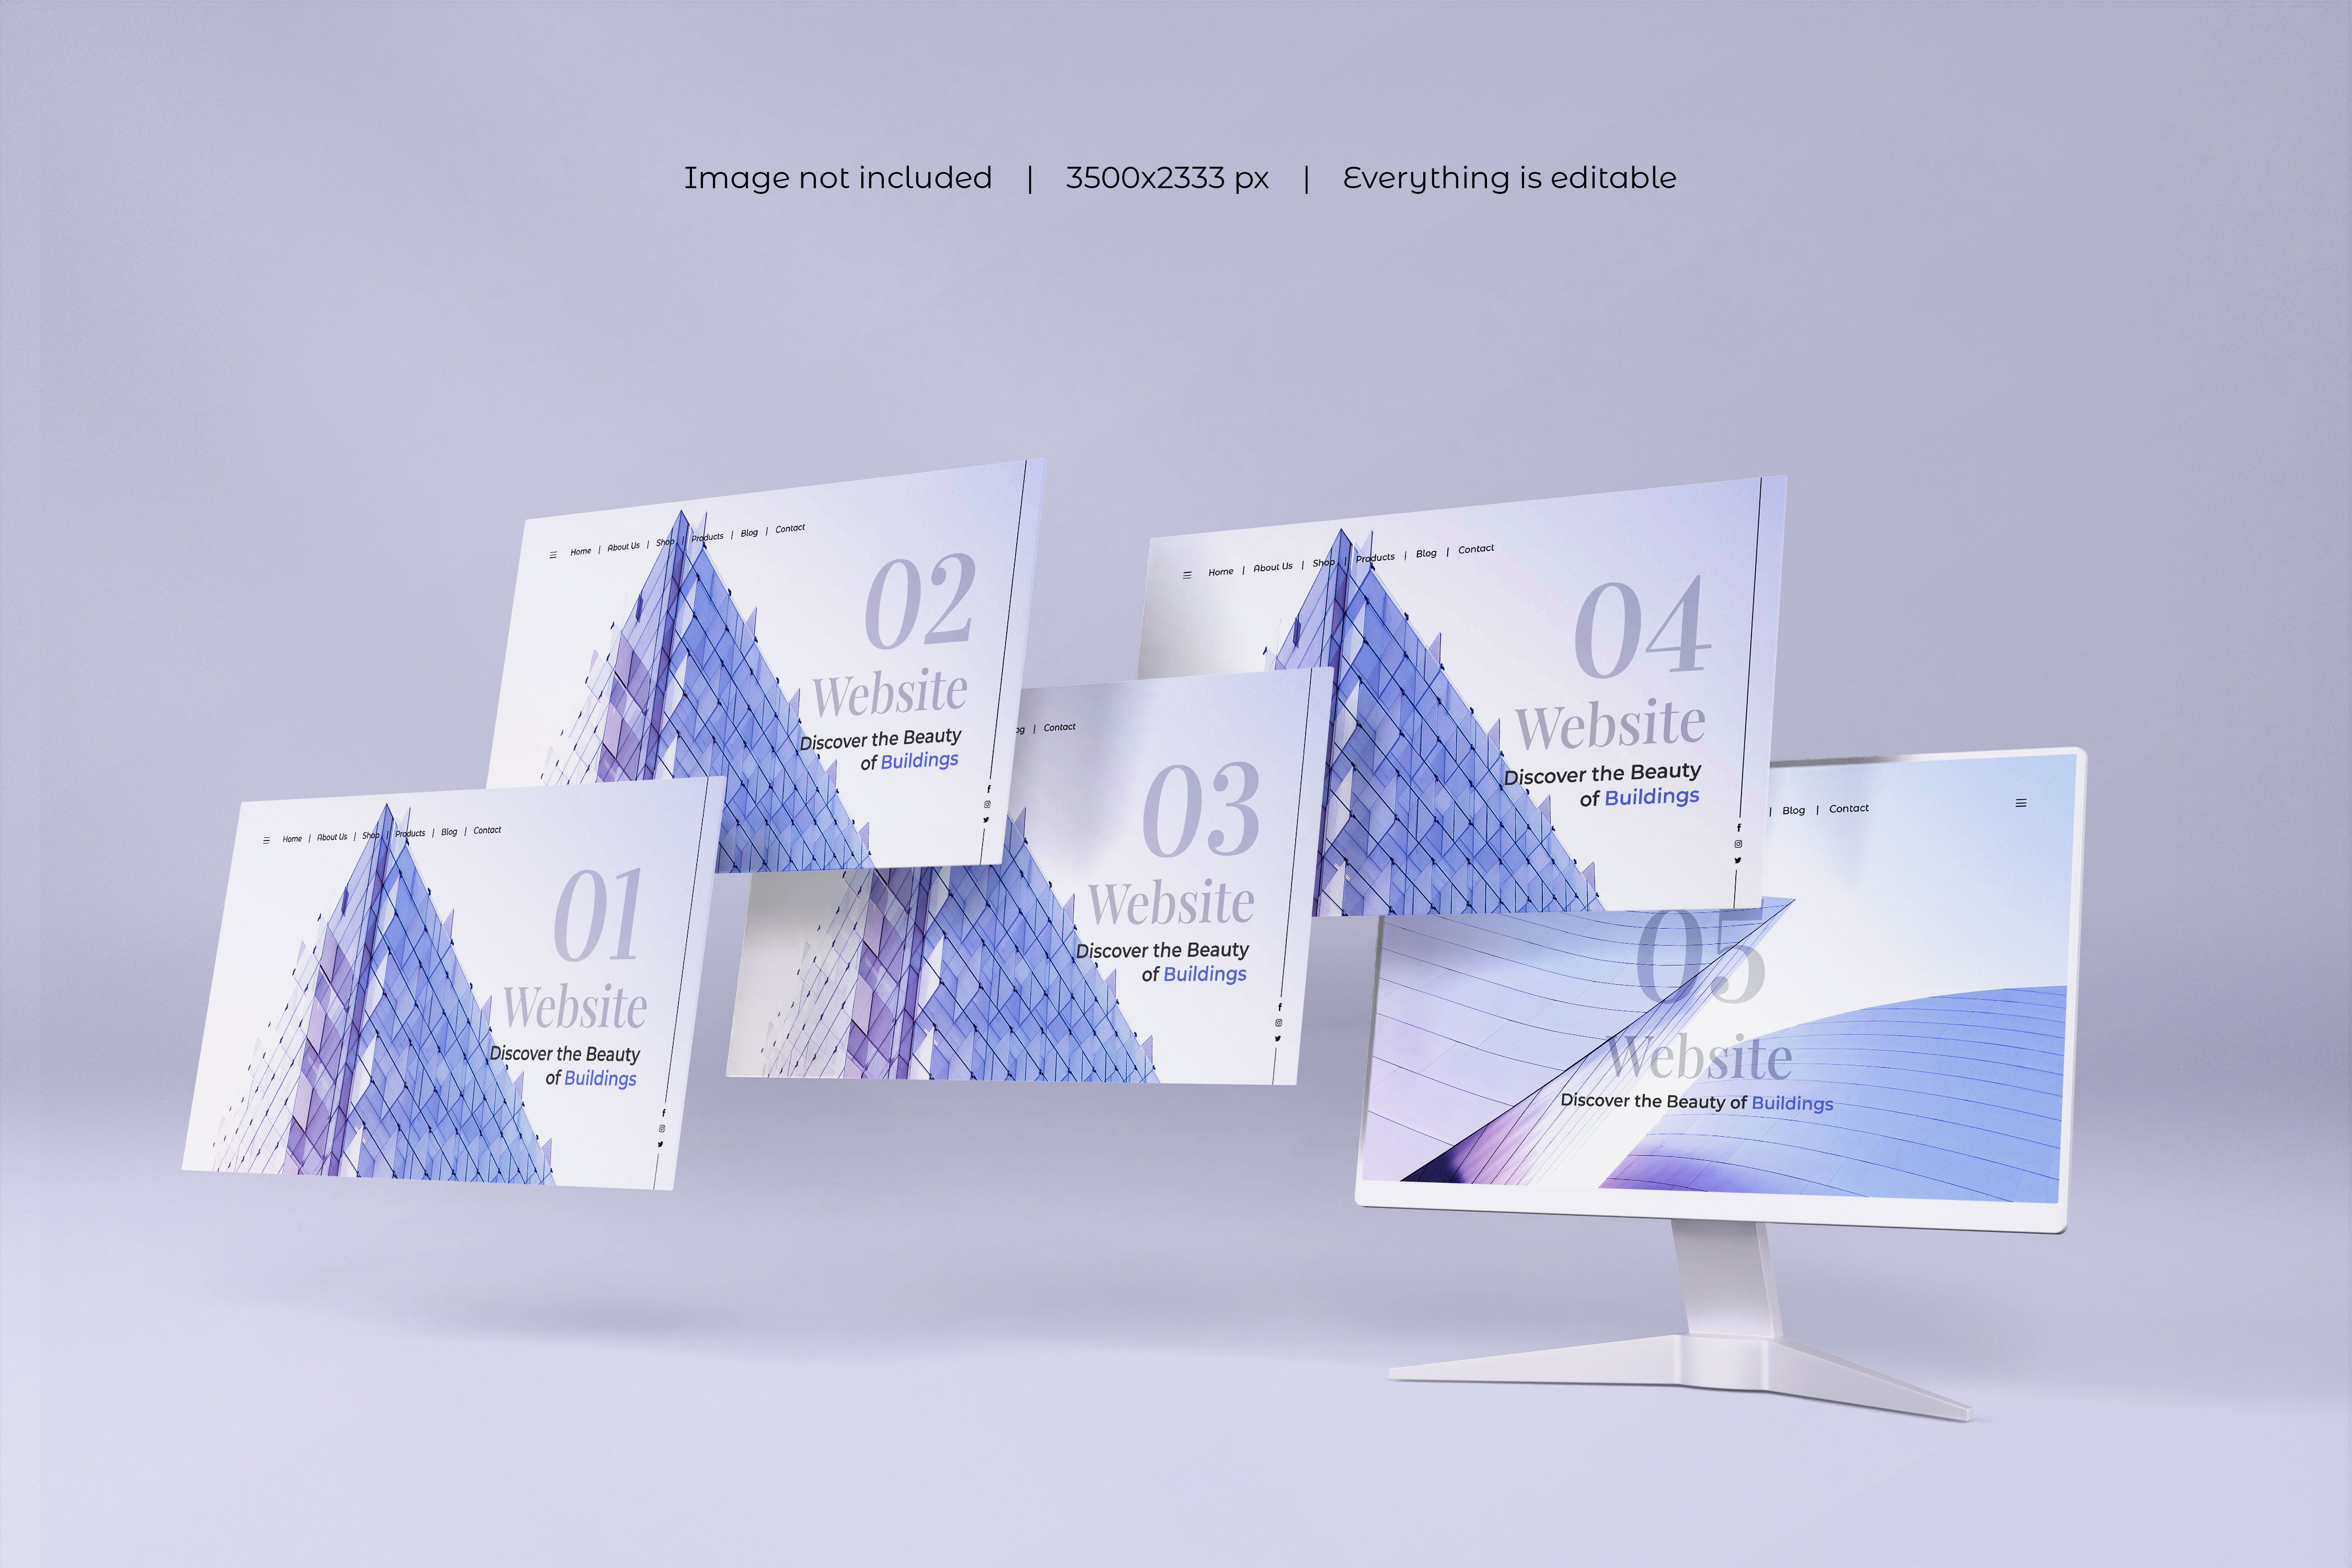 Image not included | 3500x2333 px | Everything is editable
Home | About Us | Shop | Products | Blog | Contact
02
Website
Discover the Beauty
of Buildings
Home | About Us | Shop | Products | Blog | Contact
04
Website
Discover the Beauty
of Buildings
Home | About Us | Shop | Products | Blog | Contact
01
Website
Discover the Beauty
of Buildings
| Contact
03
Website
Discover the Beauty
of Buildings
| Blog | Contact
05
Website
Discover the Beauty of Buildings